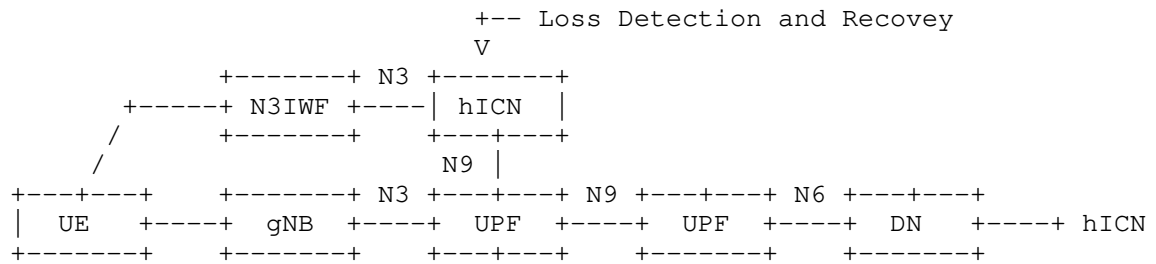 +-- Loss Detection and Recovey
V
+-------+ N3 +-------+
+-----+ N3IWF +----| hICN |
/ +-------+ +---+---+
/ N9 |
+---+---+ +-------+ N3 +---+---+ N9 +---+---+ N6 +---+---+
| UE +----+ gNB +----+ UPF +----+ UPF +----+ DN +----+ hICN
+-------+ +-------+ +---+---+ +-------+ +-------+